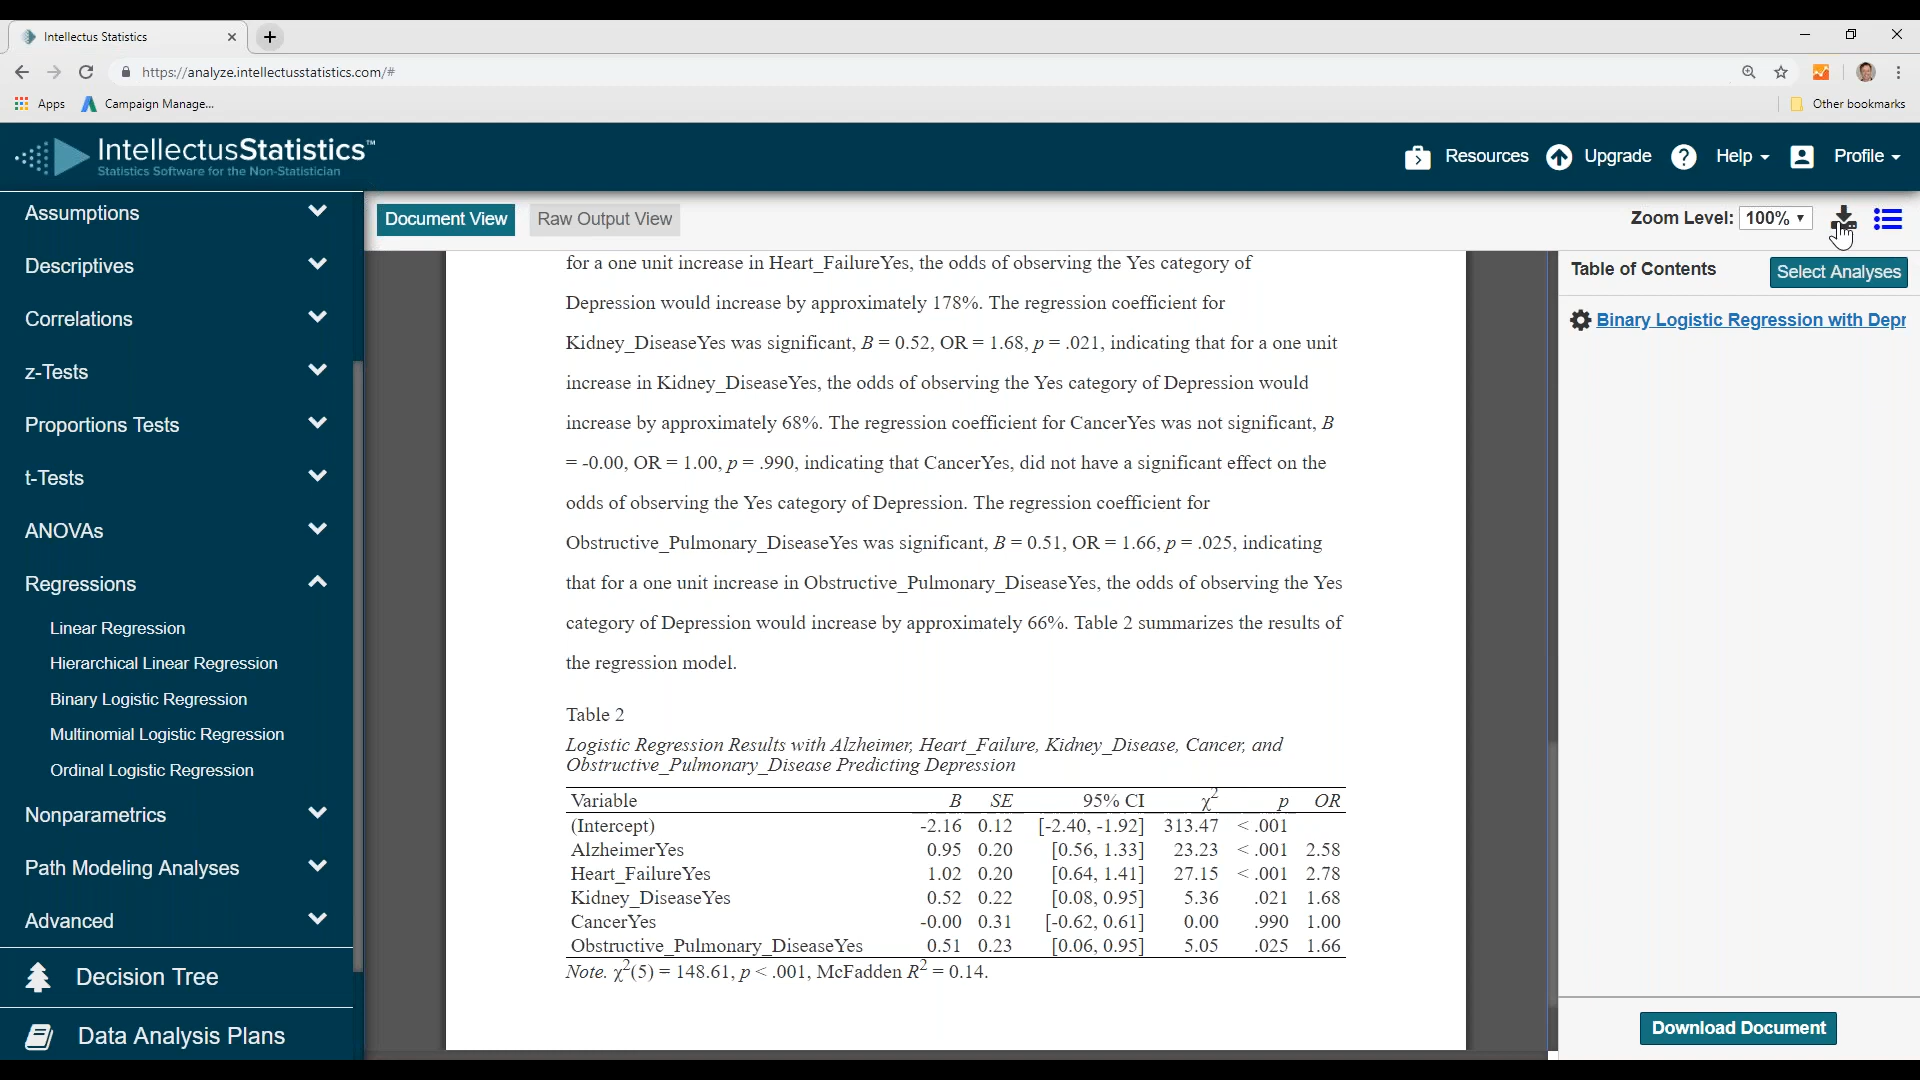 Intellectus Statistics
https://analyze.intellectusstatistics.com/#
Apps
Campaign Manage...
Other bookmarks
IntellectusStatistics™
Statistics Software for the Non-Statistician
Resources
Upgrade
Help
Profile
Assumptions
Descriptives
Correlations
z-Tests
Proportions Tests
t-Tests
ANOVAs
Regressions
Linear Regression
Hierarchical Linear Regression
Binary Logistic Regression
Multinomial Logistic Regression
Ordinal Logistic Regression
Nonparametrics
Path Modeling Analyses
Advanced
Decision Tree
Data Analysis Plans
Document View
Raw Output View
Zoom Level: 100%
for a one unit increase in Heart_FailureYes, the odds of observing the Yes category of
Depression would increase by approximately 178%. The regression coefficient for
Kidney_DiseaseYes was significant, B = 0.52, OR = 1.68, p = .021, indicating that for a one unit
increase in Kidney_DiseaseYes, the odds of observing the Yes category of Depression would
increase by approximately 68%. The regression coefficient for CancerYes was not significant, B
= -0.00, OR = 1.00, p = .990, indicating that CancerYes, did not have a significant effect on the
odds of observing the Yes category of Depression. The regression coefficient for
Obstructive_Pulmonary_DiseaseYes was significant, B = 0.51, OR = 1.66, p = .025, indicating
that for a one unit increase in Obstructive_Pulmonary_DiseaseYes, the odds of observing the Yes
category of Depression would increase by approximately 66%. Table 2 summarizes the results of
the regression model.
Table 2
Logistic Regression Results with Alzheimer, Heart_Failure, Kidney_Disease, Cancer, and
Obstructive_Pulmonary_Disease Predicting Depression
Variable B SE 95% CI χ² p OR
(Intercept) -2.16 0.12 [-2.40, -1.92] 313.47 < .001
AlzheimerYes 0.95 0.20 [0.56, 1.33] 23.23 < .001 2.58
Heart_FailureYes 1.02 0.20 [0.64, 1.41] 27.15 < .001 2.78
Kidney_DiseaseYes 0.52 0.22 [0.08, 0.95] 5.36 .021 1.68
CancerYes -0.00 0.31 [-0.62, 0.61] 0.00 .990 1.00
Obstructive_Pulmonary_DiseaseYes 0.51 0.23 [0.06, 0.95] 5.05 .025 1.66
Note. χ²(5) = 148.61, p < .001, McFadden R² = 0.14.
Table of Contents
Select Analyses
Binary Logistic Regression with Depr
Download Document